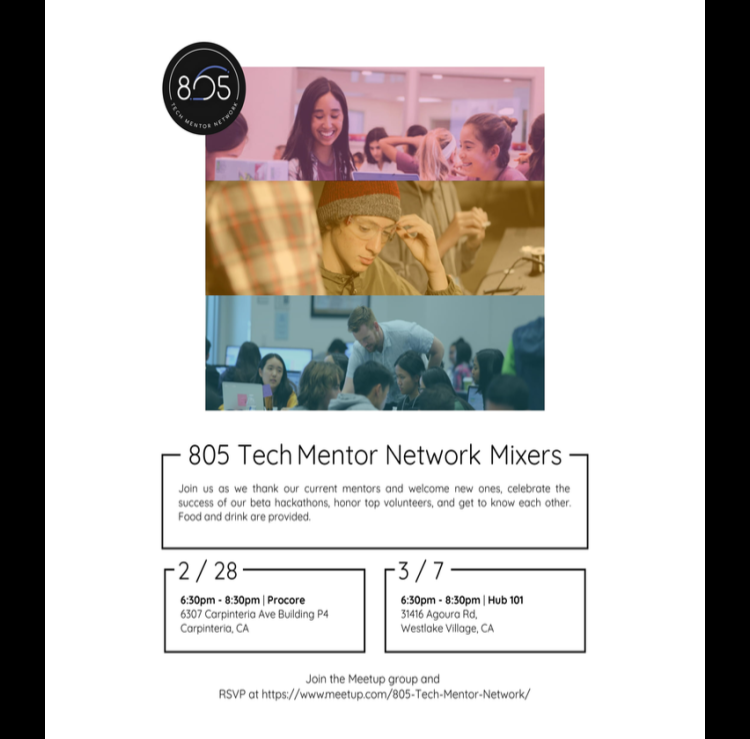 805
TECH MENTOR NETWORK
805 Tech Mentor Network Mixers
Join us as we thank our current mentors and welcome new ones, celebrate the
success of our beta hackathons, honor top volunteers, and get to know each other.
Food and drink are provided.
2 / 28
6:30pm - 8:30pm | Procore
6307 Carpinteria Ave Building P4
Carpinteria, CA
3 / 7
6:30pm - 8:30pm | Hub 101
31416 Agoura Rd,
Westlake Village, CA
Join the Meetup group and
RSVP at https://www.meetup.com/805-Tech-Mentor-Network/